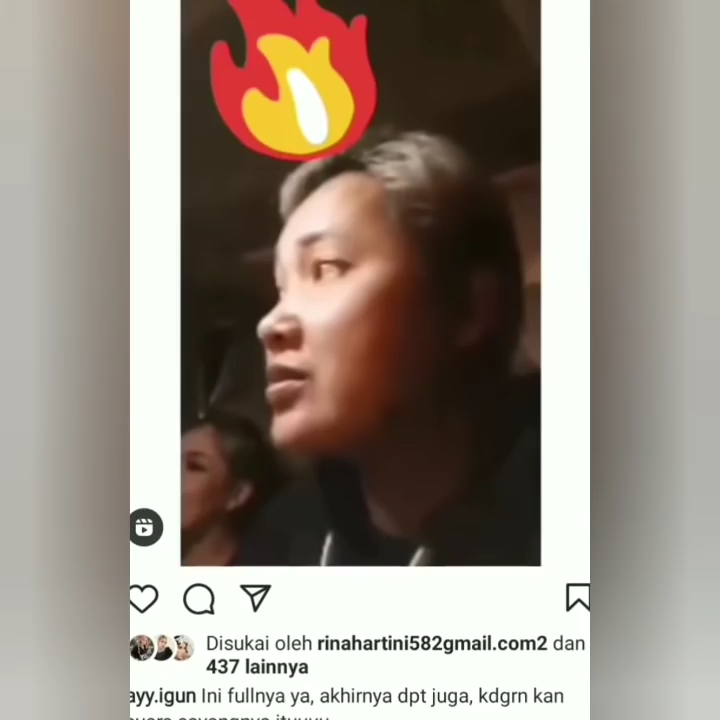 Disukai oleh rinahartini582gmail.com2 dan
437 lainnya
ayy.igun Ini fullnya ya, akhirnya dpt juga, kdgrn kan